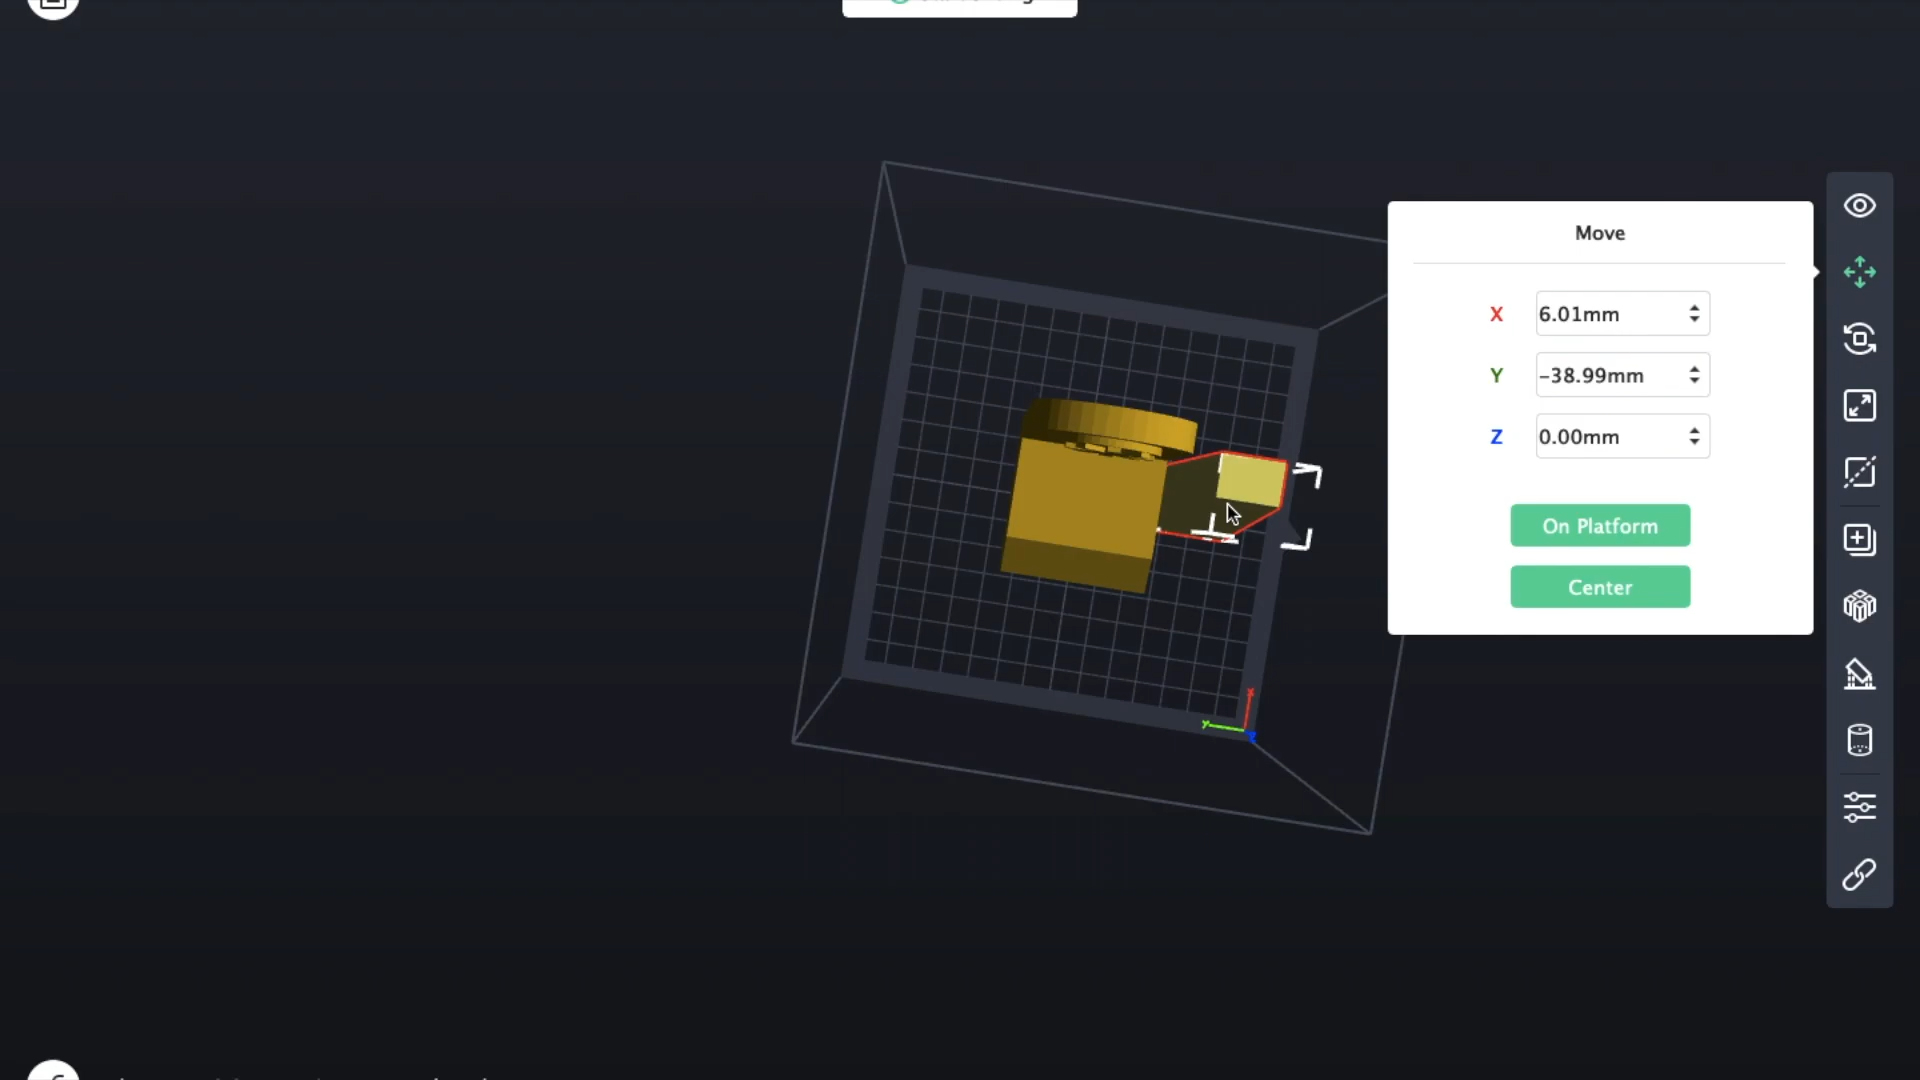 Move
X 6.01mm
Y -38.99mm
Z 0.00mm
On Platform
Center
X
Y
Z